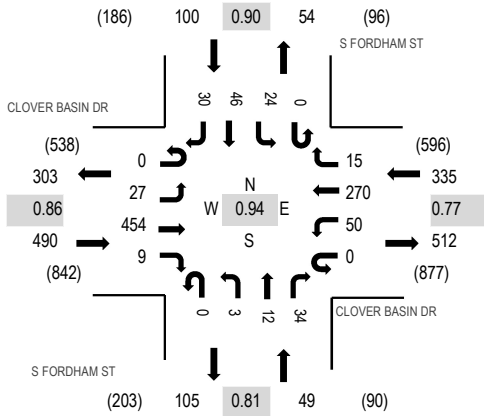 (186) 100 0.90 54 (96)
S FORDHAM ST
30 46 24 0
CLOVER BASIN DR
(538) (596)
0 15
303 335
27 270
0.86 0.77
N
W 0.94 E
S
454 50
490 512
9 0
(842) (877)
0 3 12 34
CLOVER BASIN DR
S FORDHAM ST
(203) 105 0.81 49 (90)